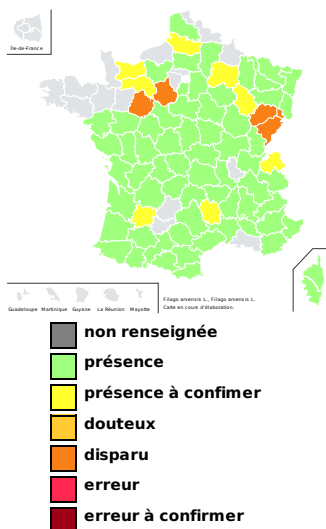 Île-de-France
Guadeloupe Martinique Guyane La Réunion Mayotte
Filago arvensis L., Filago arvensis L.
Carte en cours d'élaboration.
non renseignée
présence
présence à confimer
douteux
disparu
erreur
erreur à confirmer